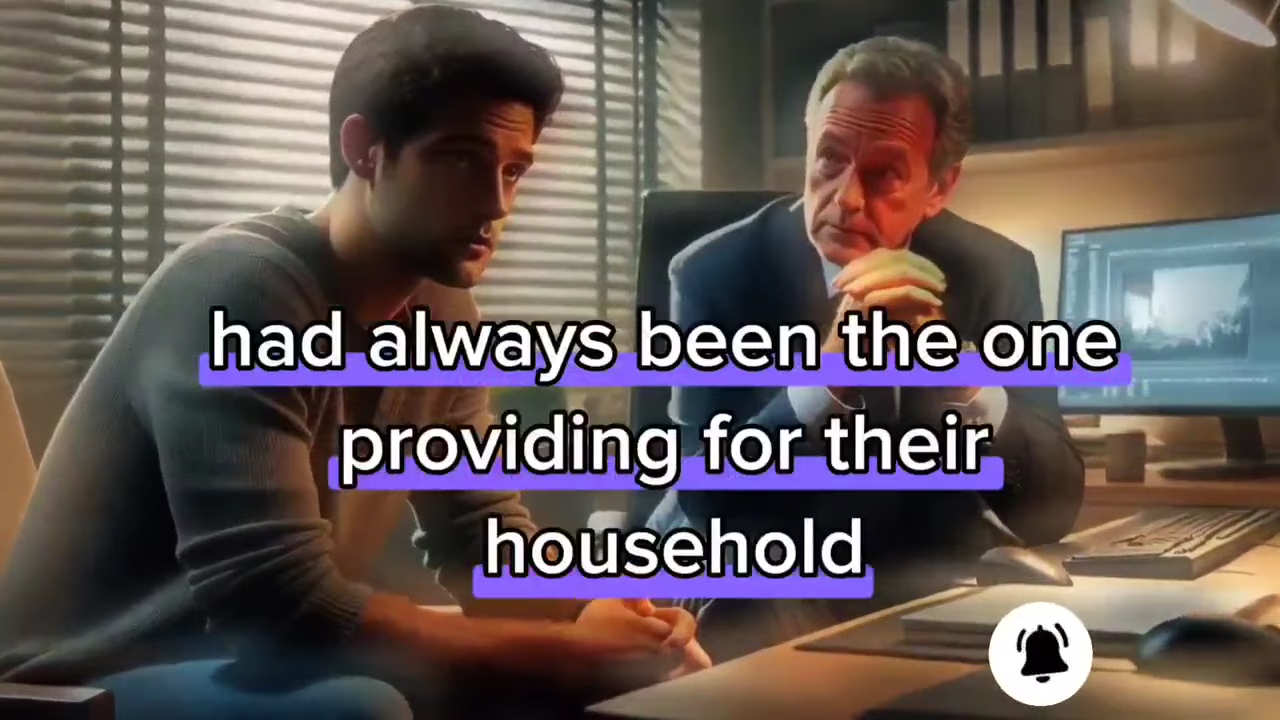 had always been the one
providing for their
household